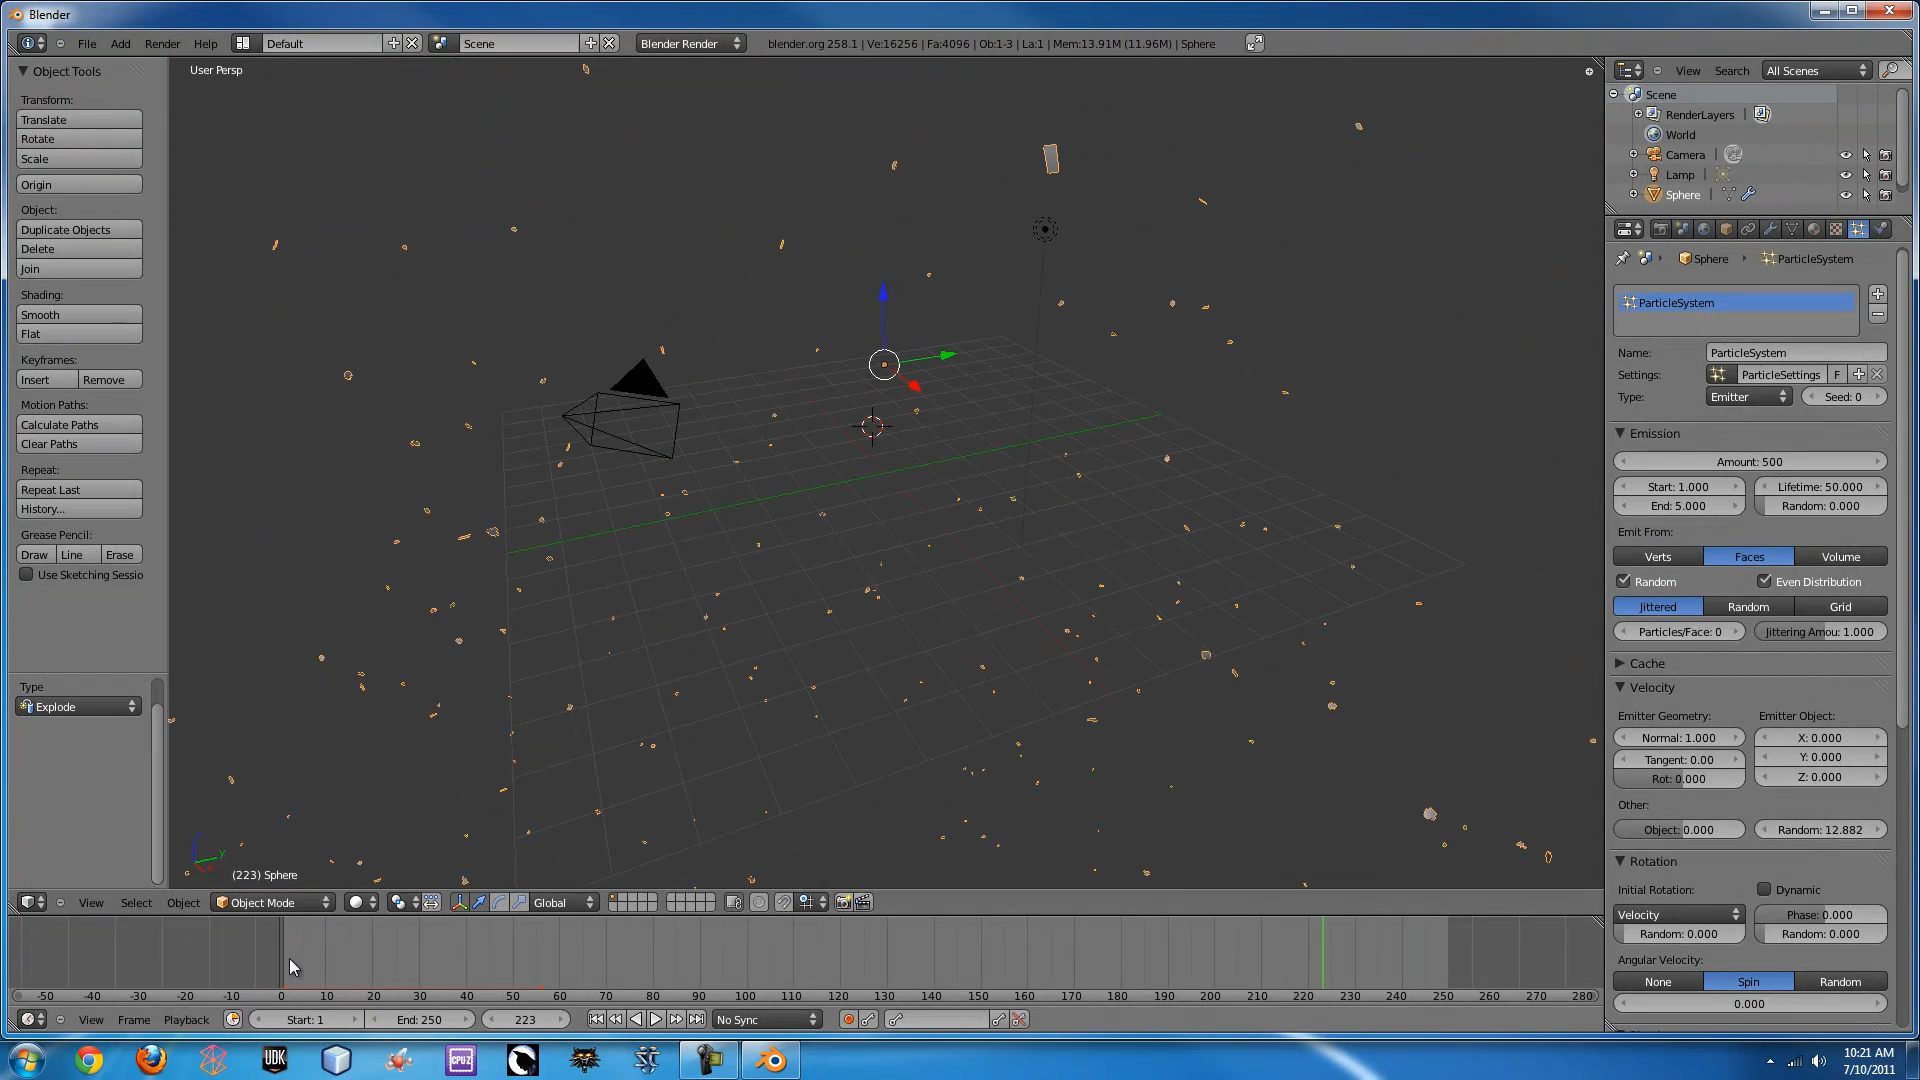 Blender
File Add Render Help Default Scene Blender Render blender.org 258.1 | Ve:16256 | Fa:4096 | Ob:1-3 | La:1 | Mem:13.91M (11.96M) | Sphere
Object Tools
Transform:
Translate
Rotate
Scale
Origin
Object:
Duplicate Objects
Delete
Join
Shading:
Smooth
Flat
Keyframes:
Insert Remove
Motion Paths:
Calculate Paths
Clear Paths
Repeat:
Repeat Last
History...
Grease Pencil:
Draw Line Erase
Use Sketching Sessio
Type
Explode
User Persp
(223) Sphere
View Select Object Object Mode Global
-50 -40 -30 -20 -10 0 10 20 30 40 50 60 70 80 90 100 110 120 130 140 150 160 170 180 190 200 210 220 230 240 250 260 270 280
View Frame Playback Start: 1 End: 250 223 No Sync
View Search All Scenes
Scene
RenderLayers
World
Camera
Lamp
Sphere
Sphere ParticleSystem
ParticleSystem
Name: ParticleSystem
Settings: ParticleSettings F
Type: Emitter Seed: 0
Emission
Amount: 500
Start: 1.000 Lifetime: 50.000
End: 5.000 Random: 0.000
Emit From:
Verts Faces Volume
Random Even Distribution
Jittered Random Grid
Particles/Face: 0 Jittering Amou: 1.000
Cache
Velocity
Emitter Geometry: Emitter Object:
Normal: 1.000 X: 0.000
Tangent: 0.00 Y: 0.000
Rot: 0.000 Z: 0.000
Other:
Object: 0.000 Random: 12.882
Rotation
Initial Rotation: Dynamic
Velocity Phase: 0.000
Random: 0.000 Random: 0.000
Angular Velocity:
None Spin Random
0.000
UDK
CPU-Z
10:21 AM
7/10/2011